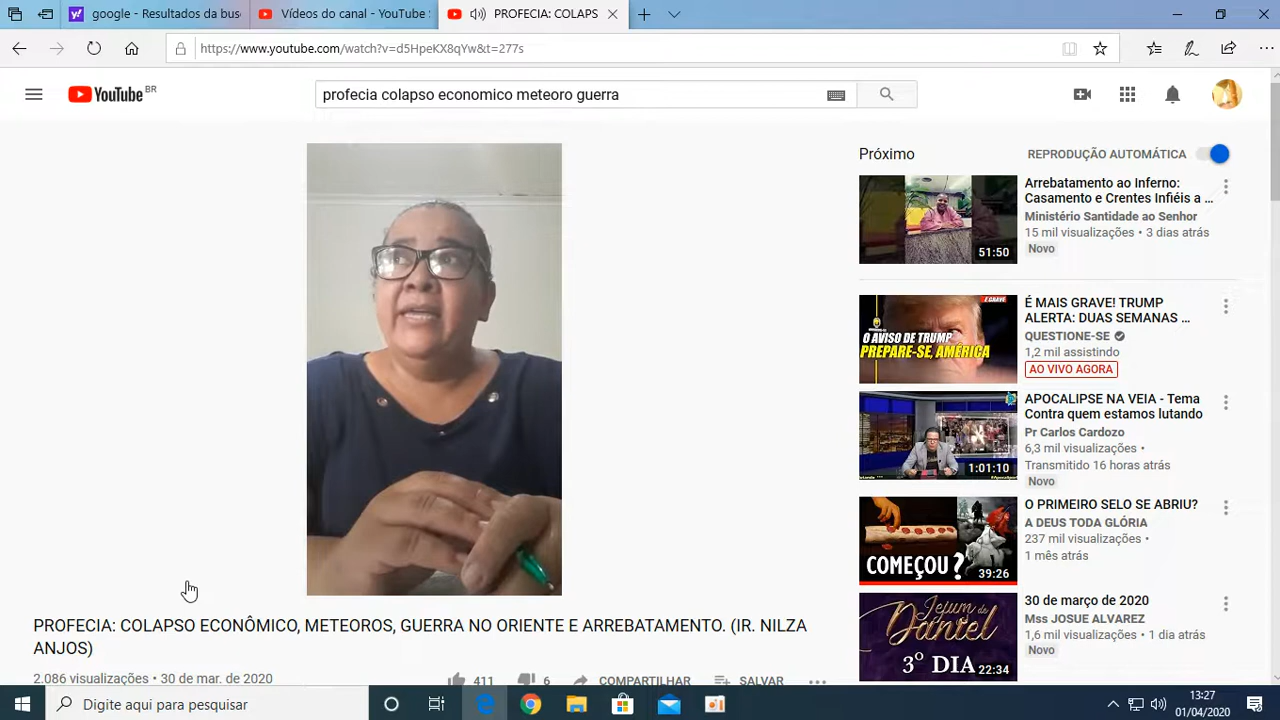 google - Resultados da bus
Vídeos do canal - YouTube
PROFECIA: COLAPS
https://www.youtube.com/watch?v=d5HpeKX8qYw&t=277s
YouTube BR
profecia colapso economico meteoro guerra
Próximo
REPRODUÇÃO AUTOMÁTICA
51:50
Arrebatamento ao Inferno:
Casamento e Crentes Infiéis a ...
Ministério Santidade ao Senhor
15 mil visualizações • 3 dias atrás
Novo
É GRAVE
O AVISO DE TRUMP
PREPARE-SE, AMÉRICA
É MAIS GRAVE! TRUMP
ALERTA: DUAS SEMANAS ...
QUESTIONE-SE
1,2 mil assistindo
AO VIVO AGORA
1:01:10
APOCALIPSE NA VEIA - Tema
Contra quem estamos lutando
Pr Carlos Cardozo
6,3 mil visualizações •
Transmitido 16 horas atrás
Novo
COMEÇOU?
39:26
O PRIMEIRO SELO SE ABRIU?
A DEUS TODA GLÓRIA
237 mil visualizações •
1 mês atrás
Jejum de
Daniel
3º DIA
22:34
30 de março de 2020
Mss JOSUE ALVAREZ
1,6 mil visualizações • 1 dia atrás
Novo
PROFECIA: COLAPSO ECONÔMICO, METEOROS, GUERRA NO ORIENTE E ARREBATAMENTO. (IR. NILZA
ANJOS)
2.086 visualizações • 30 de mar. de 2020
411
6
COMPARTILHAR
SALVAR
Digite aqui para pesquisar
13:27
01/04/2020